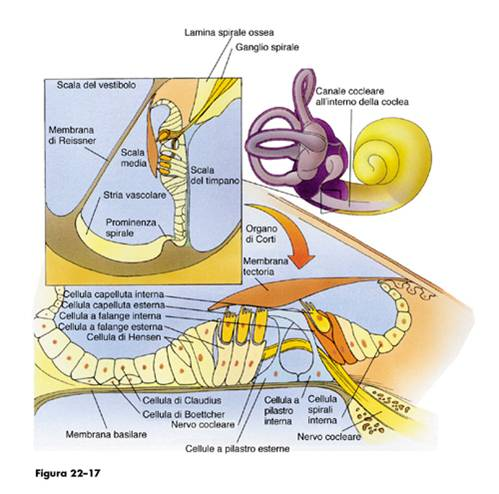 Lamina spirale ossea
Ganglio spirale
Scala del vestibolo
Canale cocleare
all'interno della coclea
Membrana
di Reissner
Scala
media
Scala
del timpano
Stria vascolare
Prominenza
spirale
Organo
di Corti
Membrana
tectoria
Cellula capelluta interna
Cellula capelluta esterna
Cellula a falange interna
Cellula a falange esterna
Cellula di Hensen
Cellula di Claudius
Cellula di Boettcher
Nervo cocleare
Cellula a
pilastro
interna
Cellula
spirali
interna
Nervo cocleare
Membrana basilare
Cellule a pilastro esterne
Figura 22–17